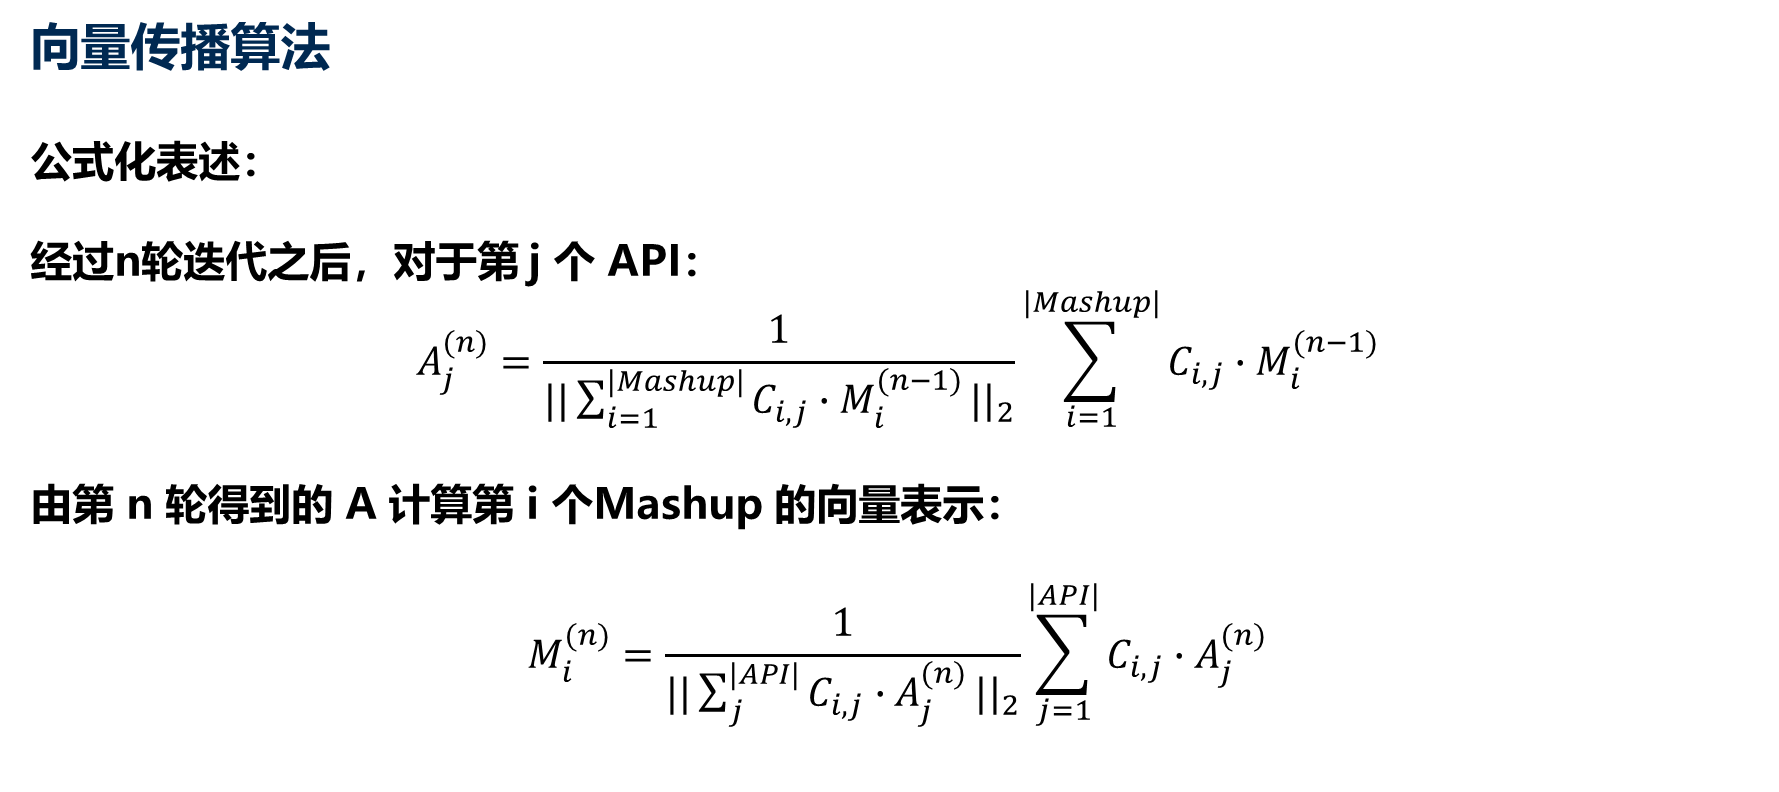 向量传播算法
公式化表述：
经过n轮迭代之后，对于第 j 个 API：
$A_j^{(n)} = \frac{1}{||\sum_{i=1}^{|Mashup|} C_{i,j} \cdot M_i^{(n-1)}||_2} \sum_{i=1}^{|Mashup|} C_{i,j} \cdot M_i^{(n-1)}$
由第 n 轮得到的 A 计算第 i 个Mashup 的向量表示：
$M_i^{(n)} = \frac{1}{||\sum_{j}^{|API|} C_{i,j} \cdot A_j^{(n)}||_2} \sum_{j=1}^{|API|} C_{i,j} \cdot A_j^{(n)}$